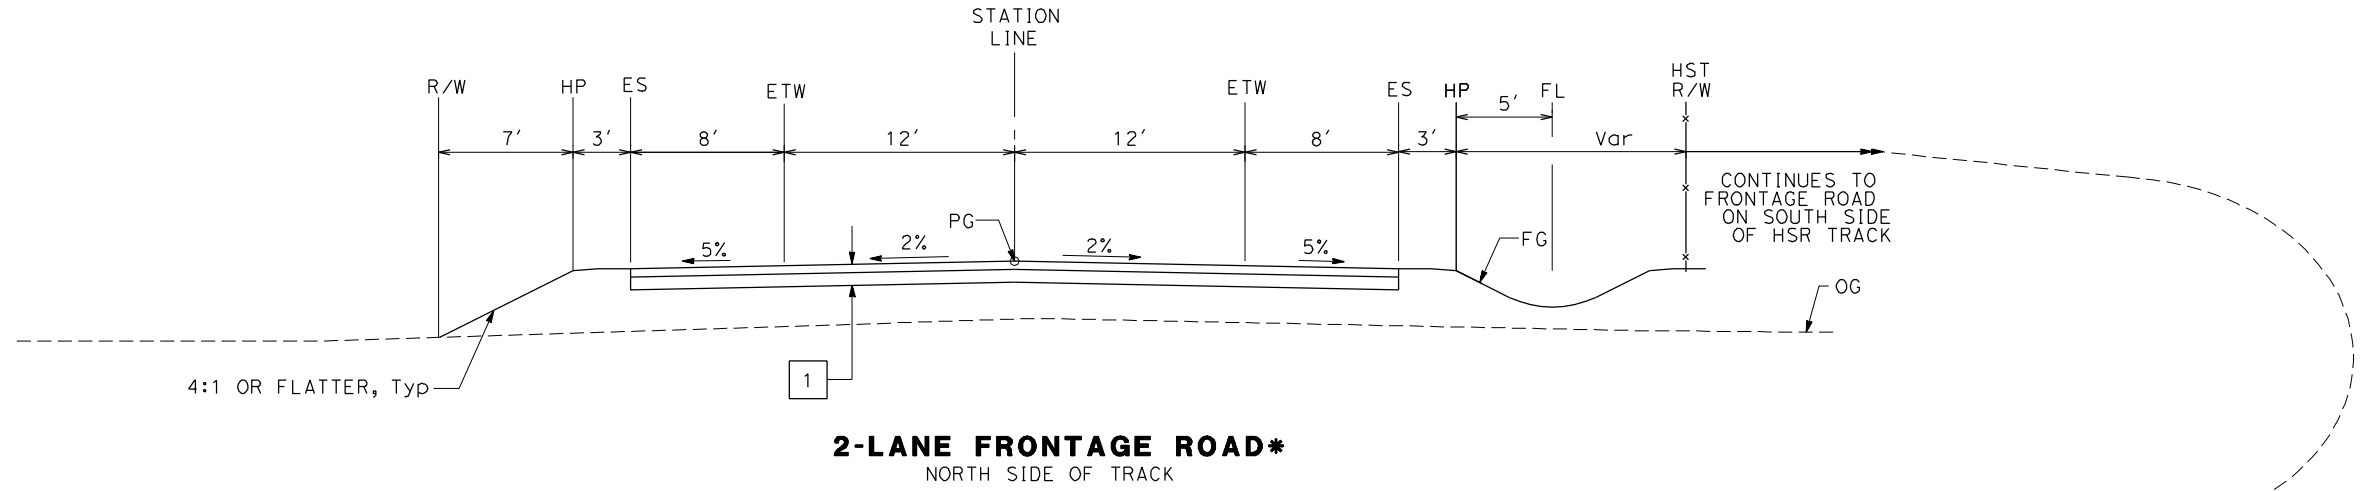 STATION
LINE
R/W
HP
ES
ETW
ETW
ES
HP
FL
HST
R/W
7'
3'
8'
12'
12'
8'
3'
5'
Var
CONTINUES TO
FRONTAGE ROAD
ON SOUTH SIDE
OF HSR TRACK
5%
2%
PG
2%
5%
FG
OG
4:1 OR FLATTER, Typ
1
2-LANE FRONTAGE ROAD*
NORTH SIDE OF TRACK